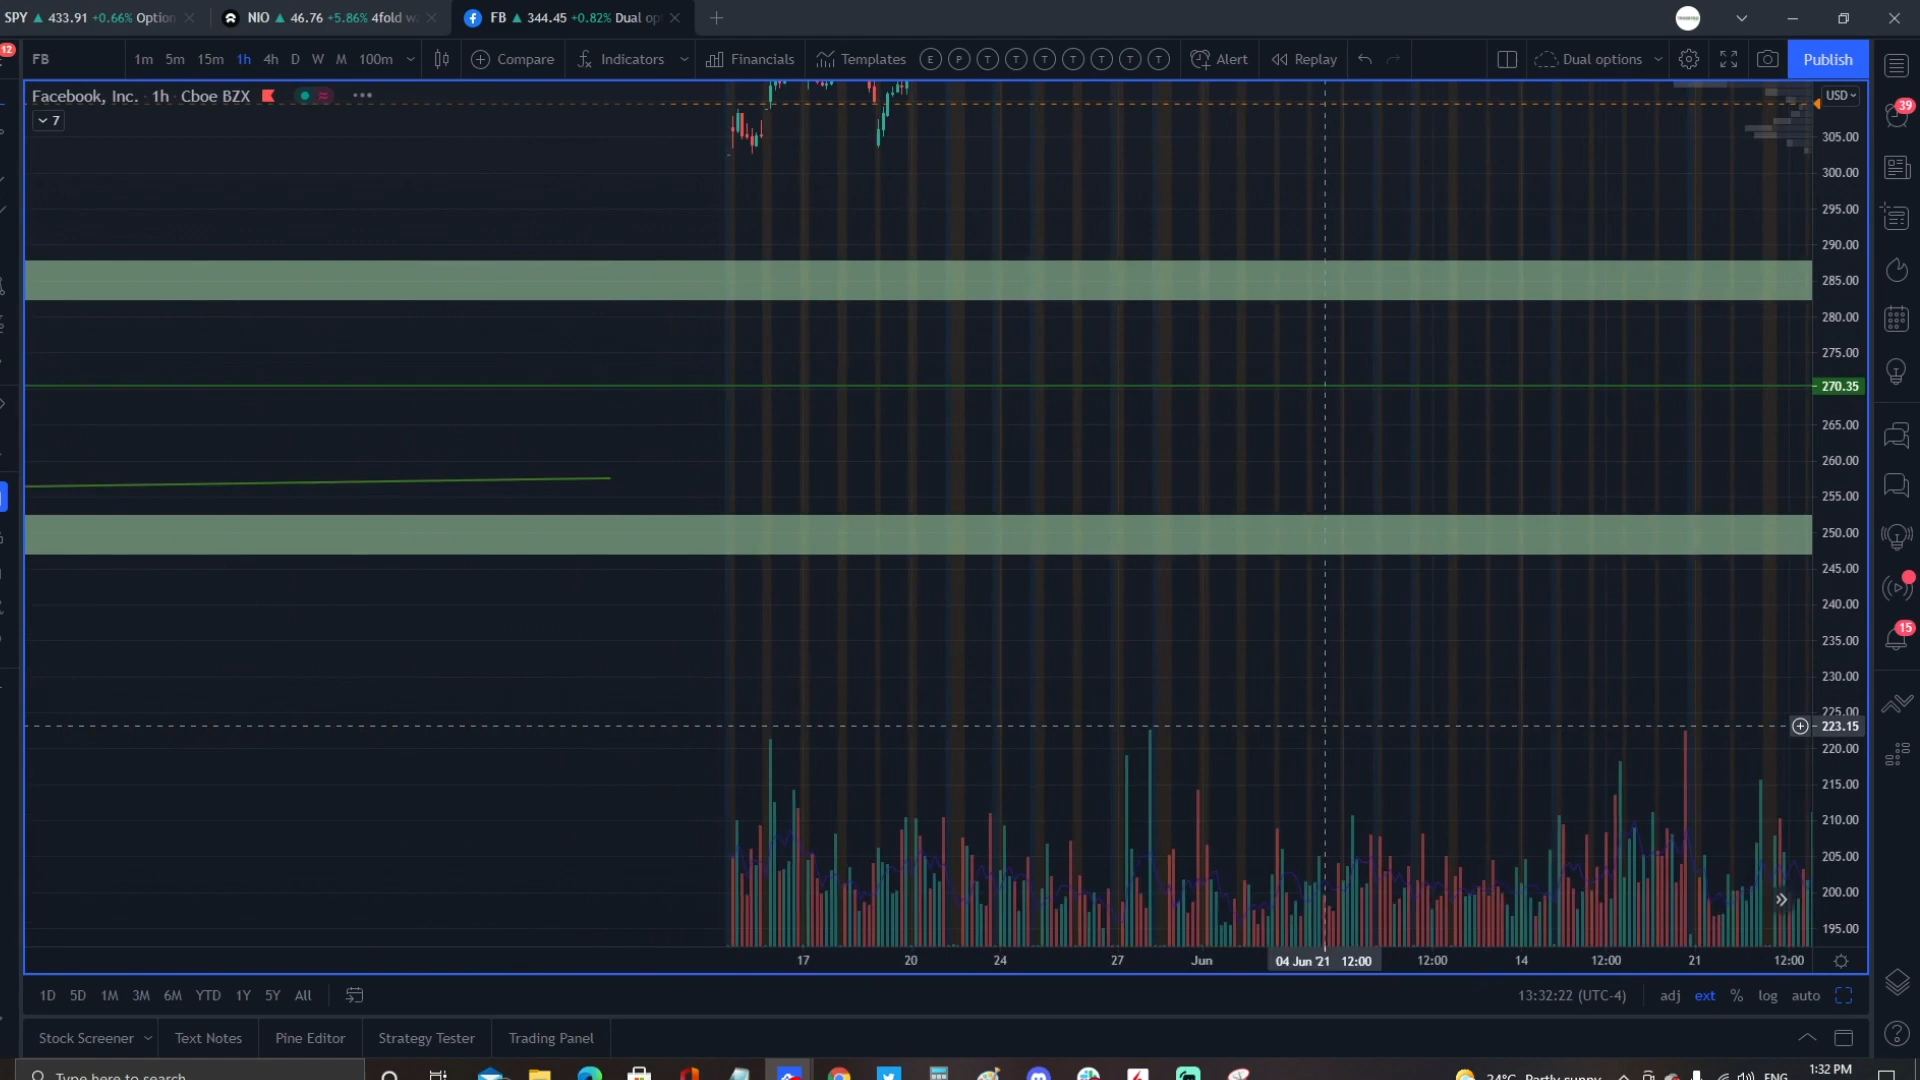 SPY ▲ 433.91 +0.66% Option
NIO ▲ 46.76 +5.86% 4fold w
FB ▲ 344.45 +0.82% Dual op
12
FB
1m 5m 15m 1h 4h D W M 100m
Compare
Indicators
Financials
Templates
E P T T T T T T T
Alert
Replay
Dual options
Publish
Facebook, Inc. · 1h · Cboe BZX
7
USD
305.00
300.00
295.00
290.00
285.00
280.00
275.00
270.35
265.00
260.00
255.00
250.00
245.00
240.00
235.00
230.00
225.00
223.15
220.00
215.00
210.00
205.00
200.00
195.00
39
15
17 20 24 27 Jun 04 Jun '21 12:00 12:00 14 12:00 21 12:00
1D 5D 1M 3M 6M YTD 1Y 5Y All
13:32:22 (UTC-4) adj ext % log auto
Stock Screener Text Notes Pine Editor Strategy Tester Trading Panel
Type here to search
24°C Partly sunny
ENG
1:32 PM